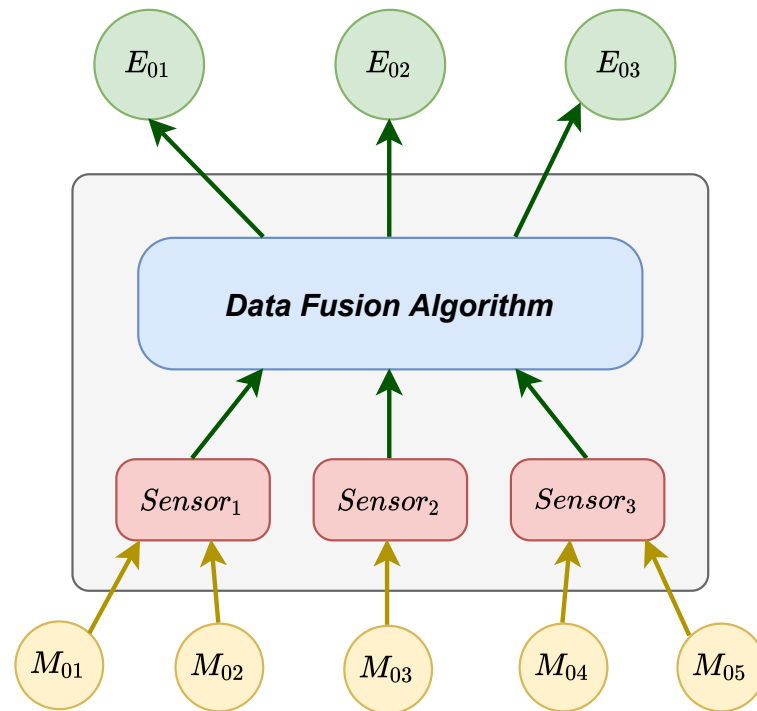 E₀₁ E₀₂ E₀₃
Data Fusion Algorithm
Sensor₁ Sensor₂ Sensor₃
M₀₁ M₀₂ M₀₃ M₀₄ M₀₅